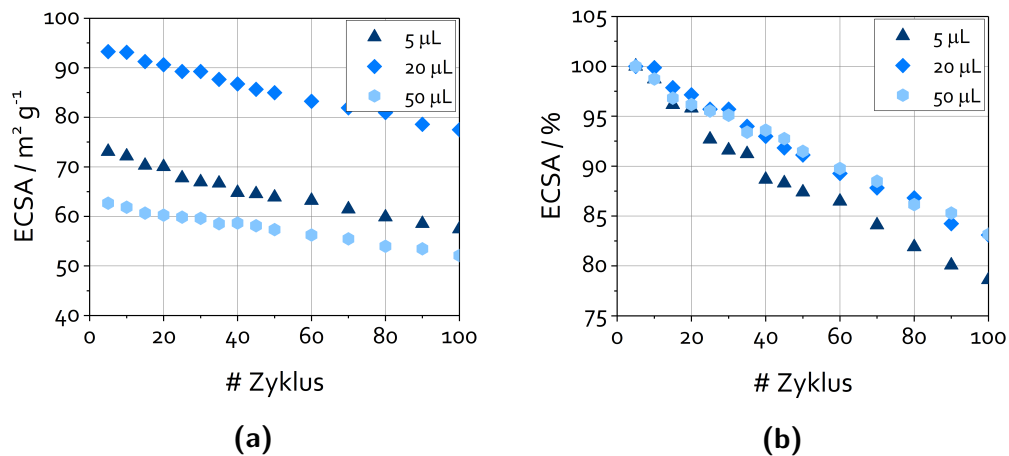 100
90
80
70
60
50
40
ECSA / m² g⁻¹
5 µL
20 µL
50 µL
0 20 40 60 80 100
# Zyklus
(a)
105
100
95
90
85
80
75
ECSA / %
5 µL
20 µL
50 µL
0 20 40 60 80 100
# Zyklus
(b)